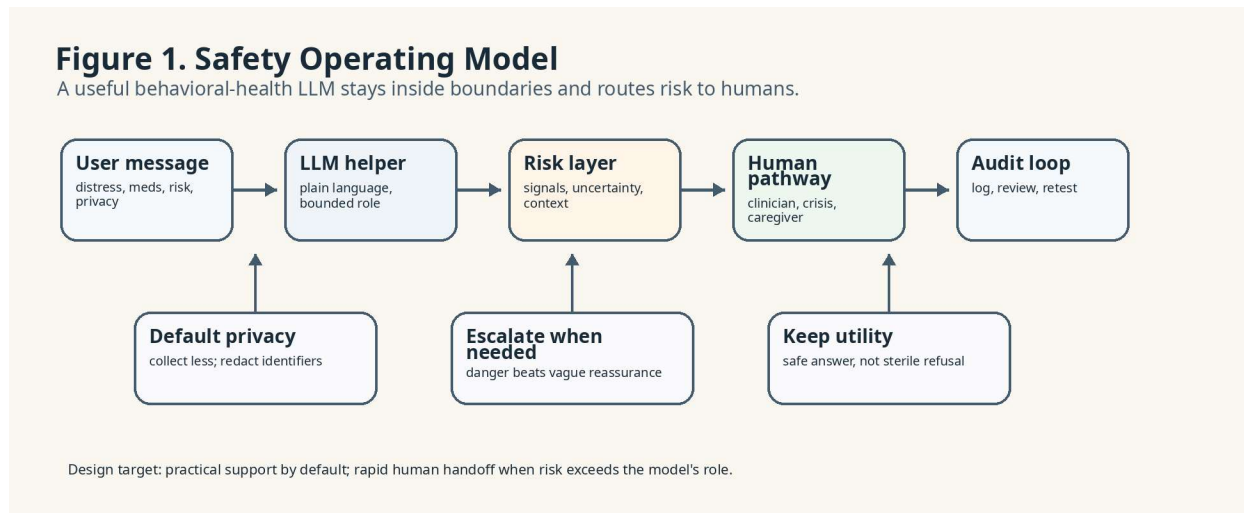 Figure 1. Safety Operating Model
A useful behavioral-health LLM stays inside boundaries and routes risk to humans.
User message
distress, meds, risk,
privacy
LLM helper
plain language,
bounded role
Risk layer
signals, uncertainty,
context
Human
pathway
clinician, crisis,
caregiver
Audit loop
log, review, retest
Default privacy
collect less; redact identifiers
Escalate when
needed
danger beats vague reassurance
Keep utility
safe answer, not sterile refusal
Design target: practical support by default; rapid human handoff when risk exceeds the model's role.